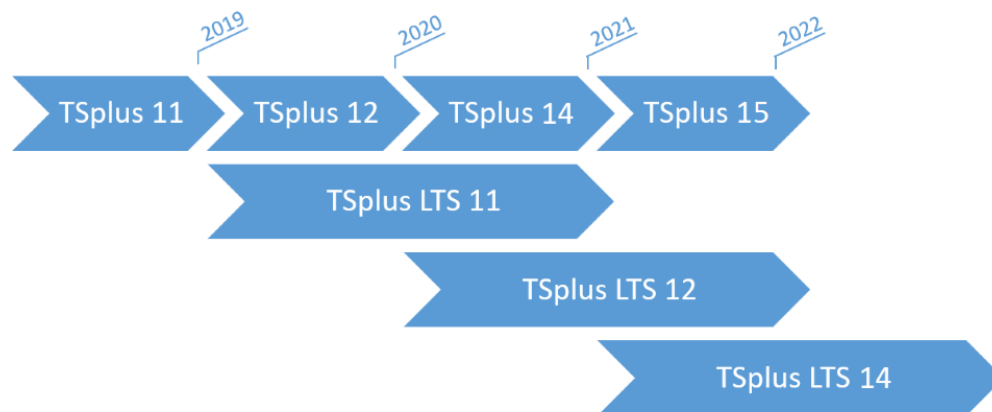 2019 2020 2021 2022
TSplus 11 TSplus 12 TSplus 14 TSplus 15
TSplus LTS 11
TSplus LTS 12
TSplus LTS 14